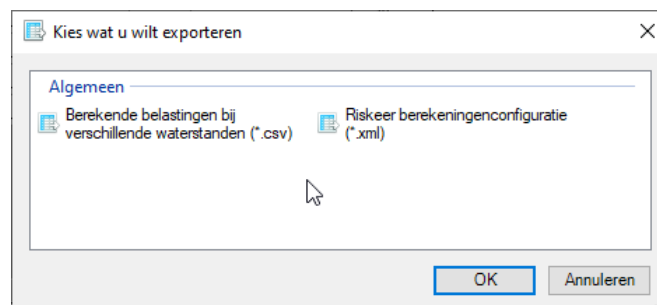 Kies wat u wilt exporteren
Algemeen
Berekende belastingen bij
verschillende waterstanden (*.csv)
Riskeer berekeningenconfiguratie
(*.xml)
OK
Annuleren